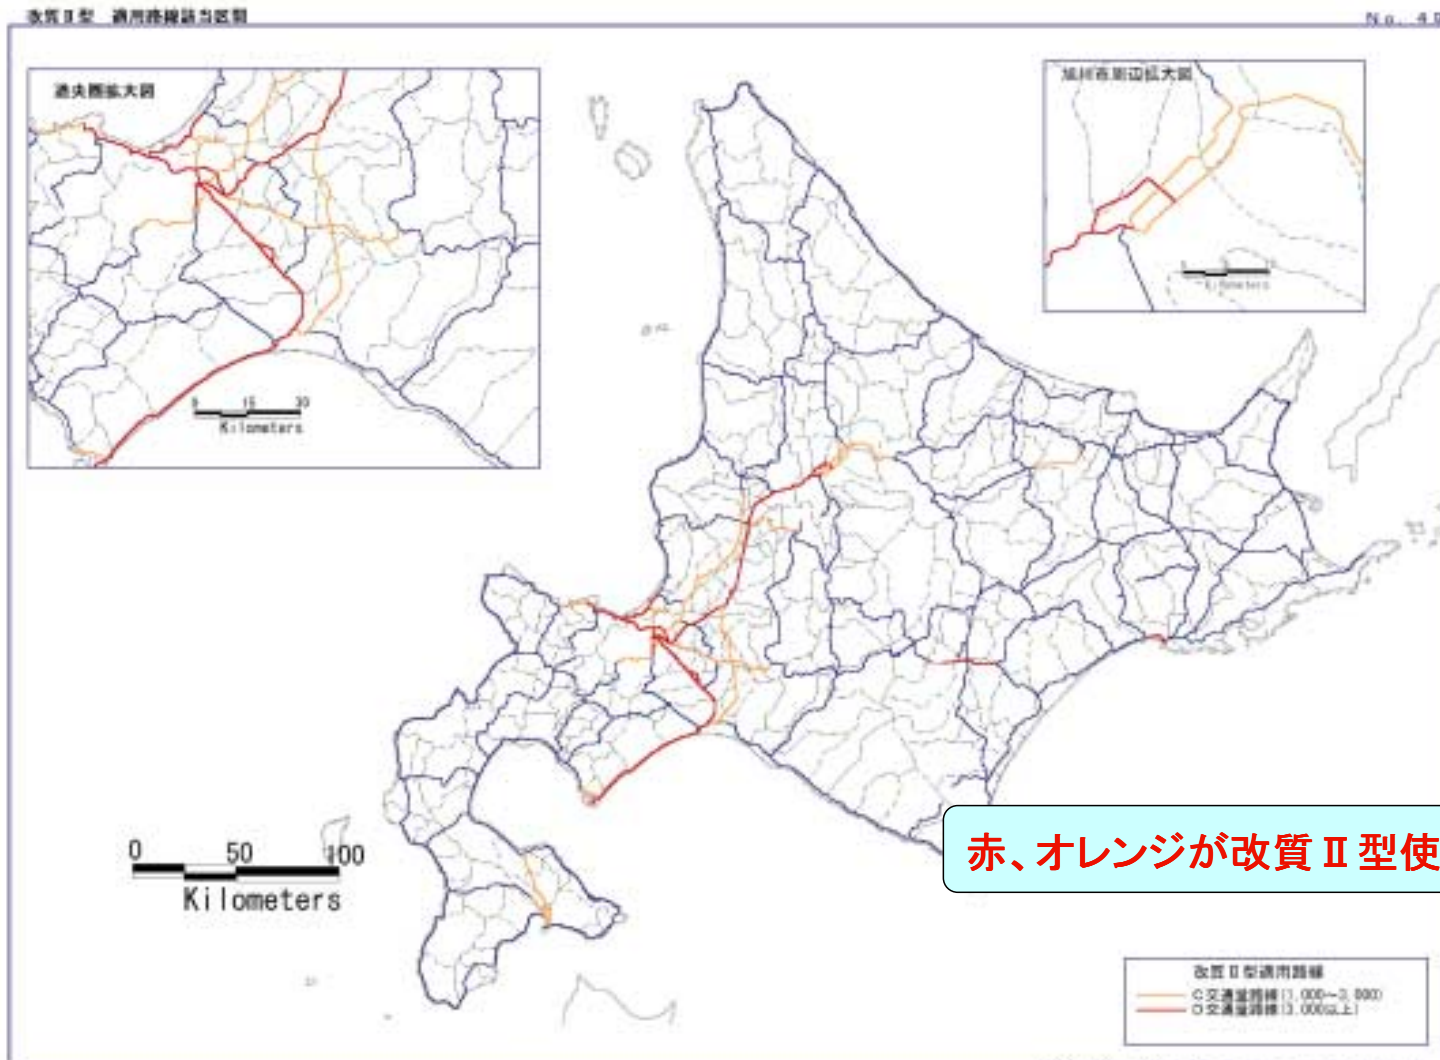 改質Ⅱ型 適用路線該当区間
No. 49
道央圏拡大図
0 15 30
Kilometers
旭川市周辺拡大図
Kilometers
0 50 100
Kilometers
赤、オレンジが改質Ⅱ型使
改質Ⅱ型適用路線
C交通量路線(1,000～3,000)
D交通量路線(3,000以上)